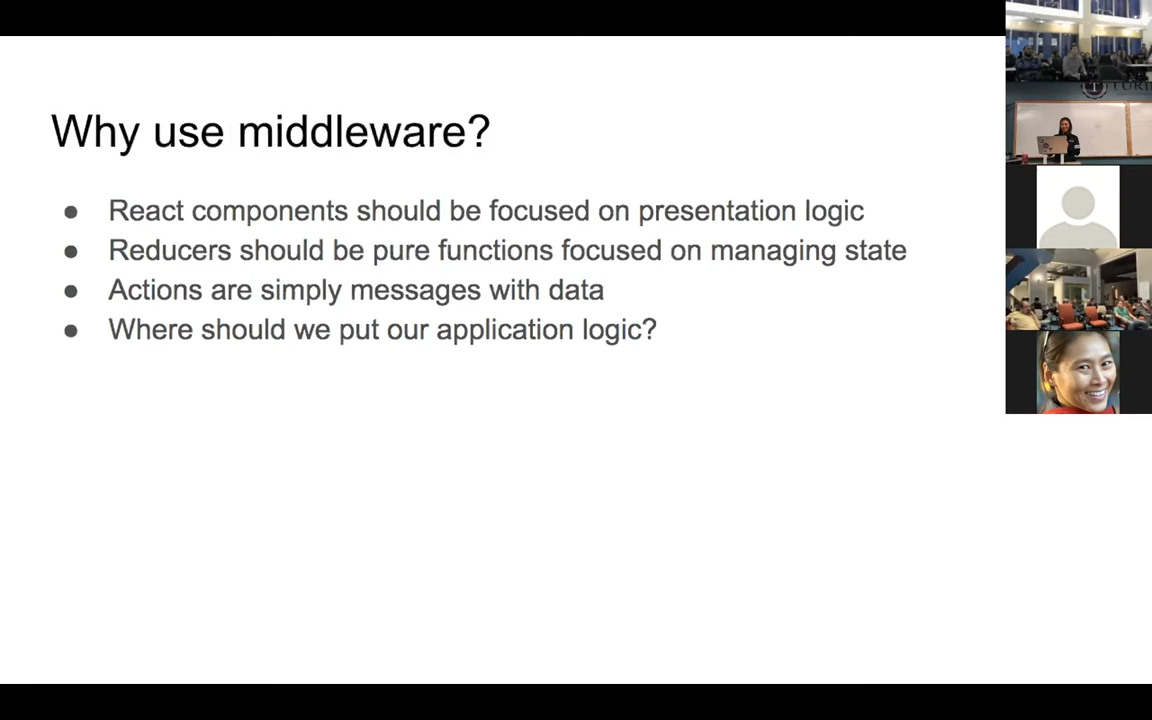 Why use middleware?
● React components should be focused on presentation logic
● Reducers should be pure functions focused on managing state
● Actions are simply messages with data
● Where should we put our application logic?